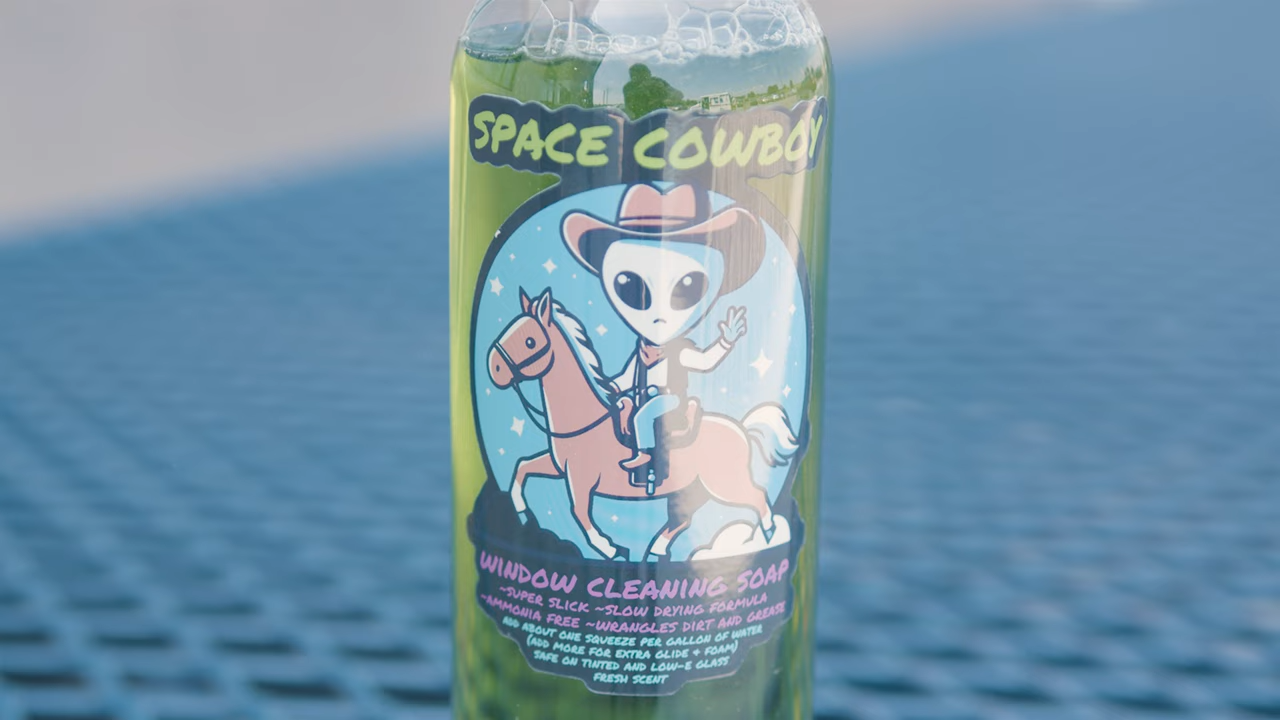 SPACE COWBOY
WINDOW CLEANING SOAP
~SUPER SLICK ~SLOW DRYING FORMULA
~AMMONIA FREE ~WRANGLES DIRT AND GREASE
ADD ABOUT ONE SQUEEZE PER GALLON OF WATER
(ADD MORE FOR EXTRA GLIDE & FOAM)
SAFE ON TINTED AND LOW-E GLASS
FRESH SCENT